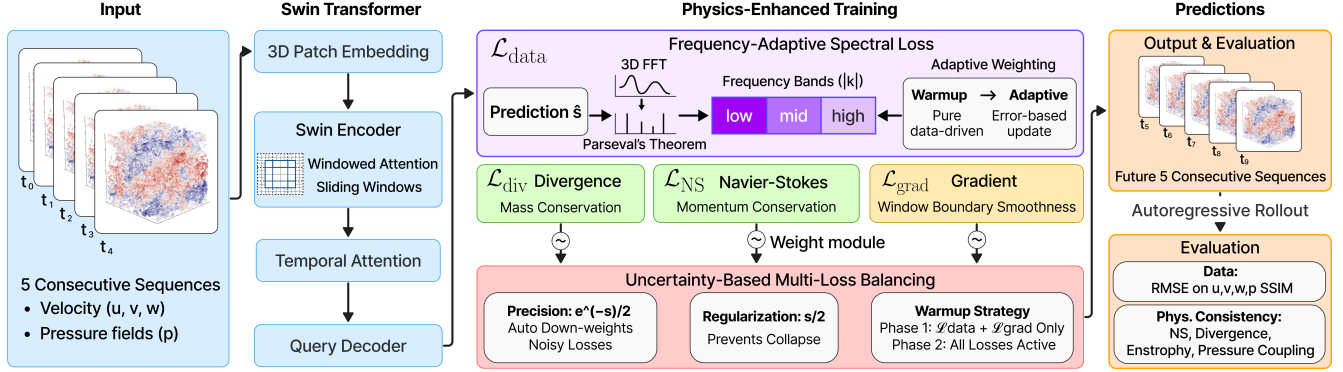 Input
t0
t1
t2
t3
t4
5 Consecutive Sequences
• Velocity (u, v, w)
• Pressure fields (p)
Swin Transformer
3D Patch Embedding
Swin Encoder
Windowed Attention
Sliding Windows
Temporal Attention
Query Decoder
Physics-Enhanced Training
ℒdata
Frequency-Adaptive Spectral Loss
Prediction ŝ
3D FFT
Parseval's Theorem
Frequency Bands (|k|)
low mid high
Adaptive Weighting
Warmup → Adaptive
Pure Error-based
data-driven update
ℒdiv Divergence
Mass Conservation
ℒNS Navier-Stokes
Momentum Conservation
ℒgrad Gradient
Window Boundary Smoothness
~ ~ Weight module ~
Uncertainty-Based Multi-Loss Balancing
Precision: e^(−s)/2
Auto Down-weights
Noisy Losses
Regularization: s/2
Prevents Collapse
Warmup Strategy
Phase 1: ℒdata + ℒgrad Only
Phase 2: All Losses Active
Predictions
Output & Evaluation
t5
t6
t7
t8
t9
Future 5 Consecutive Sequences
Autoregressive Rollout
Evaluation
Data:
RMSE on u,v,w,p SSIM
Phys. Consistency:
NS, Divergence,
Enstrophy, Pressure Coupling